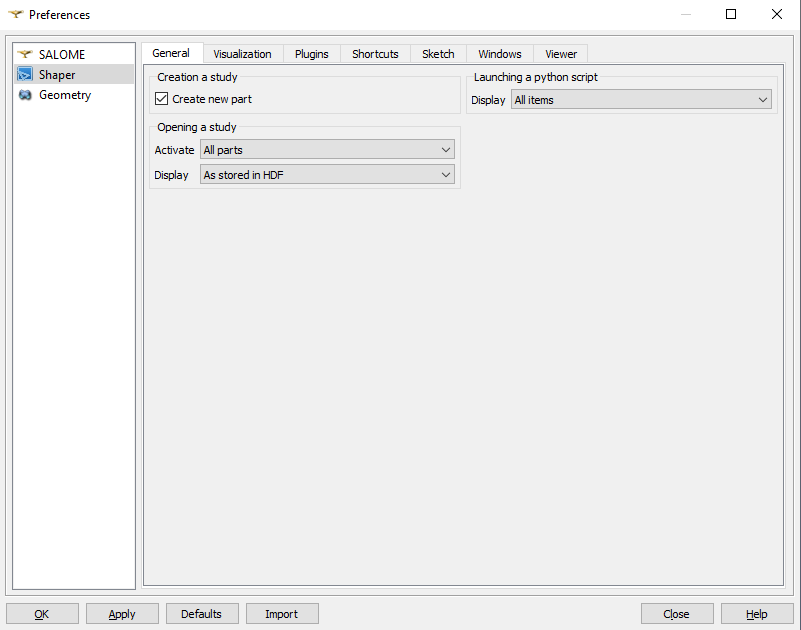 Preferences
SALOME
Shaper
Geometry
General Visualization Plugins Shortcuts Sketch Windows Viewer
Creation a study
Create new part
Launching a python script
Display All items
Opening a study
Activate All parts
Display As stored in HDF
OK Apply Defaults Import Close Help